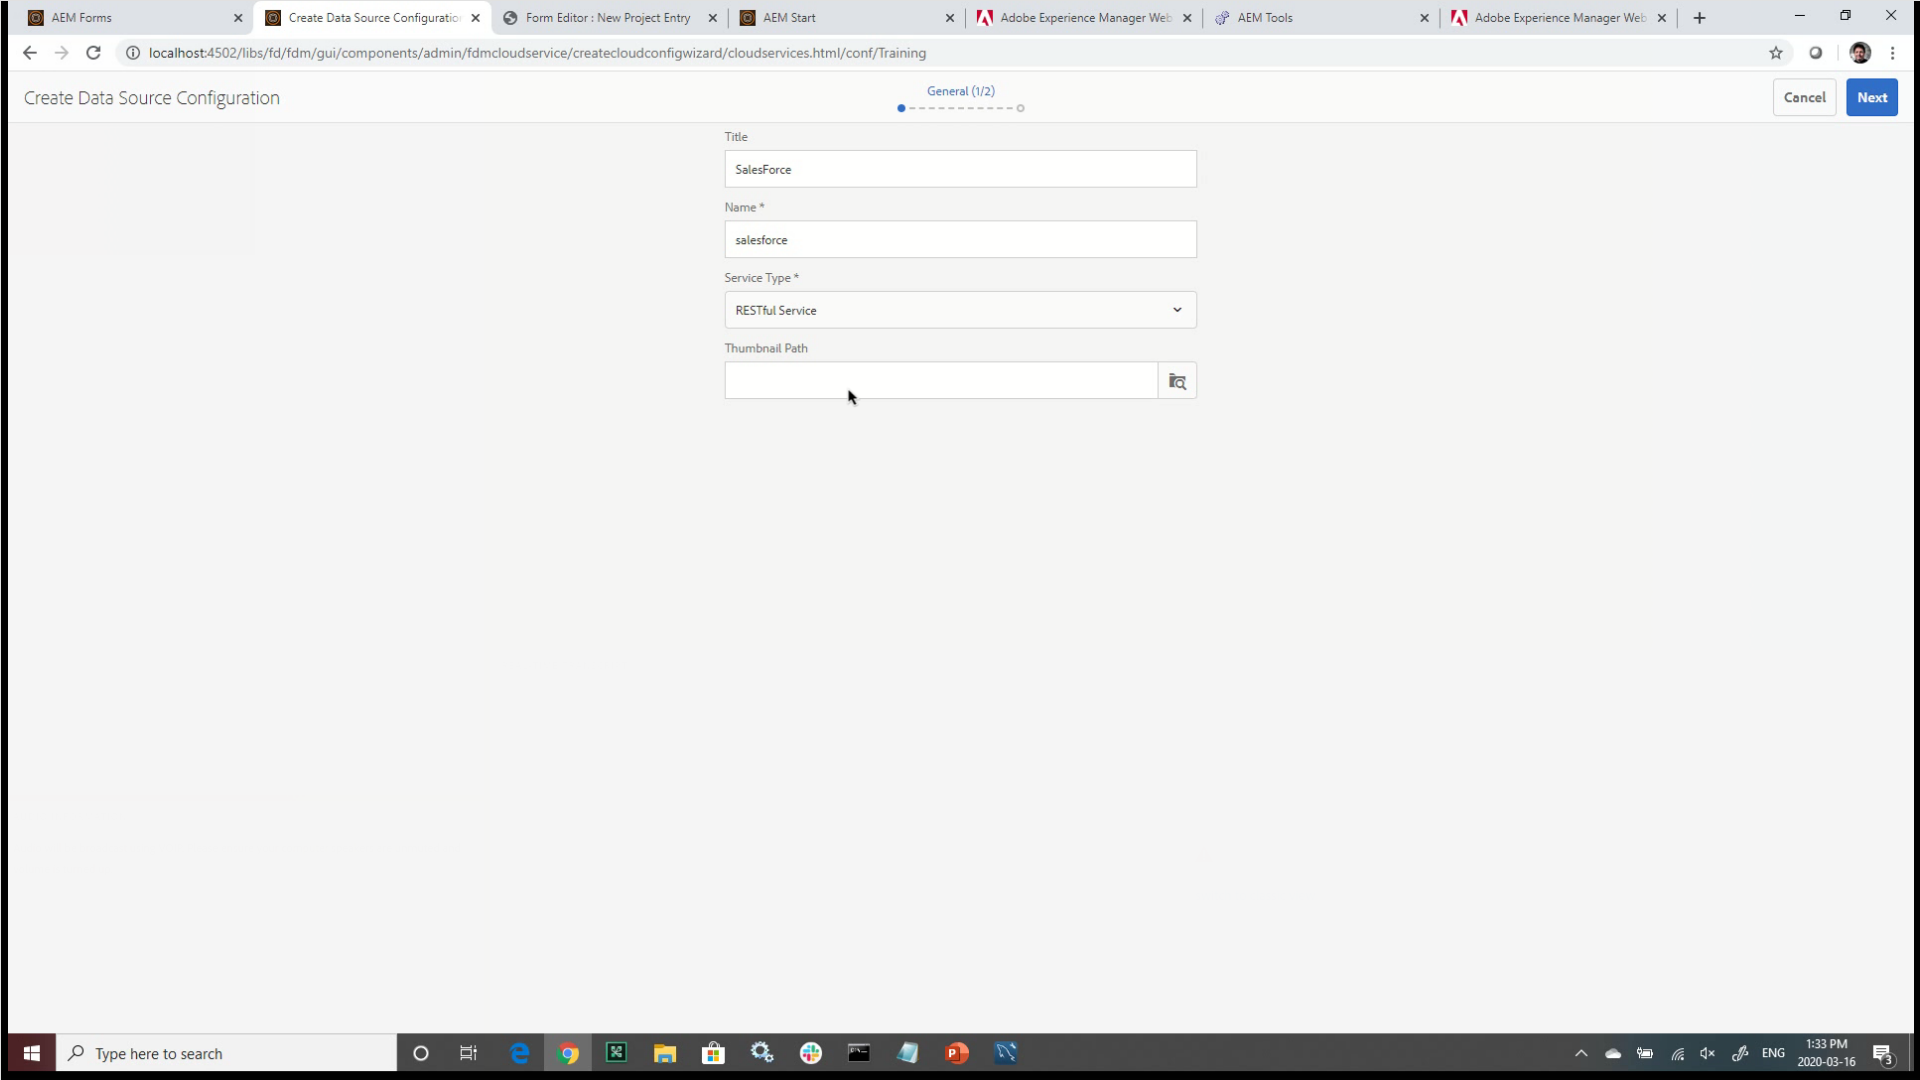 AEM Forms
Create Data Source Configuration
Form Editor : New Project Entry
AEM Start
Adobe Experience Manager Web
AEM Tools
Adobe Experience Manager Web
localhost:4502/libs/fd/fdm/gui/components/admin/fdmcloudservice/createcloudconfigwizard/cloudservices.html/conf/Training
Create Data Source Configuration
General (1/2)
Cancel
Next
Title
SalesForce
Name *
salesforce
Service Type *
RESTful Service
Thumbnail Path
Type here to search
ENG
1:33 PM
2020-03-16
3